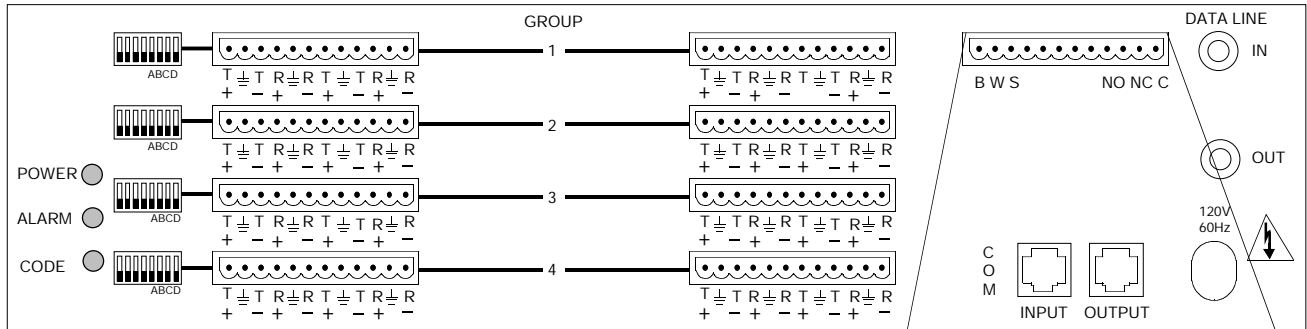 GROUP
DATA LINE
1
IN
ABCD
T ⏚ T R ⏚ R T ⏚ T R ⏚ R
T ⏚ T R ⏚ R T ⏚ T R ⏚ R
B W S
NO NC C
+ – + – + – + –
+ – + – + –
2
ABCD
T ⏚ T R ⏚ R T ⏚ T R ⏚ R
T ⏚ T R ⏚ R T ⏚ T R ⏚ R
OUT
+ – + – + – + –
+ – + – + – + –
POWER
3
ABCD
ALARM
T ⏚ T R ⏚ R T ⏚ T R ⏚ R
T ⏚ T R ⏚ R T ⏚ T R ⏚ R
120V
60Hz
+ – + – + – + –
+ – + – + – + –
CODE
4
COM
ABCD
T ⏚ T R ⏚ R T ⏚ T R ⏚ R
T ⏚ T R ⏚ R T ⏚ T R ⏚ R
+ – + – + – + –
+ – + – + – + –
INPUT
OUTPUT